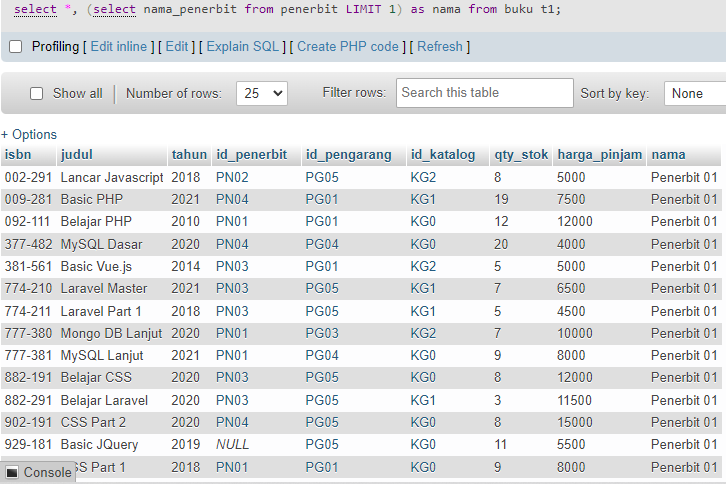 select *, (select nama_penerbit from penerbit LIMIT 1) as nama from buku t1;
Profiling [ Edit inline ] [ Edit ] [ Explain SQL ] [ Create PHP code ] [ Refresh ]
Show all Number of rows: 25 Filter rows: Search this table Sort by key: None
+ Options
isbn judul tahun id_penerbit id_pengarang id_katalog qty_stok harga_pinjam nama
002-291 Lancar Javascript 2018 PN02 PG05 KG2 8 5000 Penerbit 01
009-281 Basic PHP 2021 PN04 PG01 KG1 19 7500 Penerbit 01
092-111 Belajar PHP 2010 PN01 PG01 KG0 12 12000 Penerbit 01
377-482 MySQL Dasar 2020 PN04 PG04 KG0 20 4000 Penerbit 01
381-561 Basic Vue.js 2014 PN03 PG01 KG2 5 5000 Penerbit 01
774-210 Laravel Master 2021 PN03 PG05 KG1 7 6500 Penerbit 01
774-211 Laravel Part 1 2018 PN03 PG05 KG1 5 4500 Penerbit 01
777-380 Mongo DB Lanjut 2020 PN01 PG03 KG2 7 10000 Penerbit 01
777-381 MySQL Lanjut 2021 PN01 PG04 KG0 9 8000 Penerbit 01
882-191 Belajar CSS 2020 PN03 PG05 KG0 8 12000 Penerbit 01
882-291 Belajar Laravel 2020 PN03 PG05 KG1 3 11500 Penerbit 01
902-191 CSS Part 2 2020 PN04 PG05 KG0 8 15000 Penerbit 01
929-181 Basic JQuery 2019 NULL PG05 KG0 11 5500 Penerbit 01
Console SS Part 1 2018 PN01 PG01 KG0 9 8000 Penerbit 01